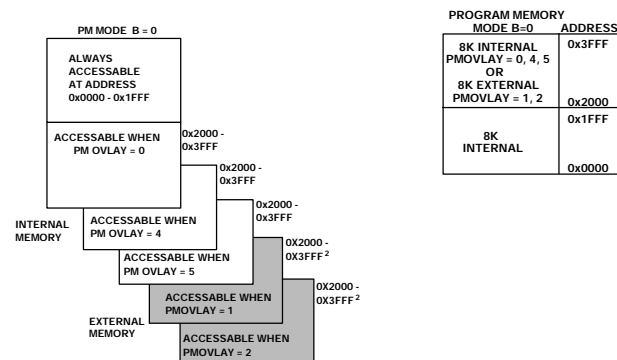 PM MODE B = 0
ALWAYS
ACCESSABLE
AT ADDRESS
0x0000 - 0x1FFF
ACCESSABLE WHEN
PM OVLAY = 0
0x2000 -
0x3FFF
0x2000 -
0x3FFF
INTERNAL
MEMORY
ACCESSABLE WHEN
PM OVLAY = 4
0x2000 -
0x3FFF
ACCESSABLE WHEN
PM OVLAY = 5
0X2000 -
0X3FFF 2
ACCESSABLE WHEN
PMOVLAY = 1
0X2000 -
0X3FFF 2
EXTERNAL
MEMORY
ACCESSABLE WHEN
PMOVLAY = 2
PROGRAM MEMORY
MODE B=0 ADDRESS
8K INTERNAL
PMOVLAY = 0, 4, 5
OR
8K EXTERNAL
PMOVLAY = 1, 2
0x3FFF
0x2000
8K
INTERNAL
0x1FFF
0x0000